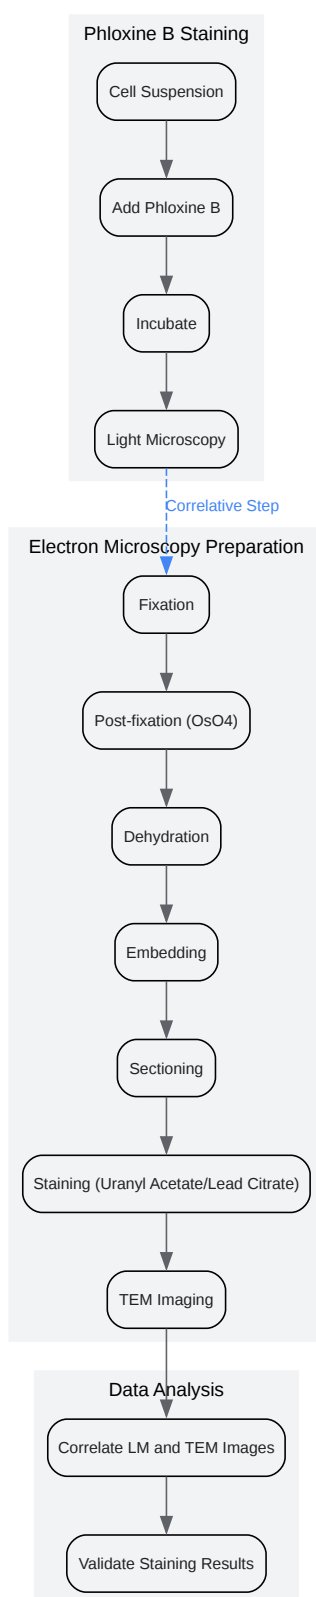 Phloxine B Staining
Cell Suspension
Add Phloxine B
Incubate
Light Microscopy
Correlative Step
Electron Microscopy Preparation
Fixation
Post-fixation (OsO4)
Dehydration
Embedding
Sectioning
Staining (Uranyl Acetate/Lead Citrate)
TEM Imaging
Data Analysis
Correlate LM and TEM Images
Validate Staining Results